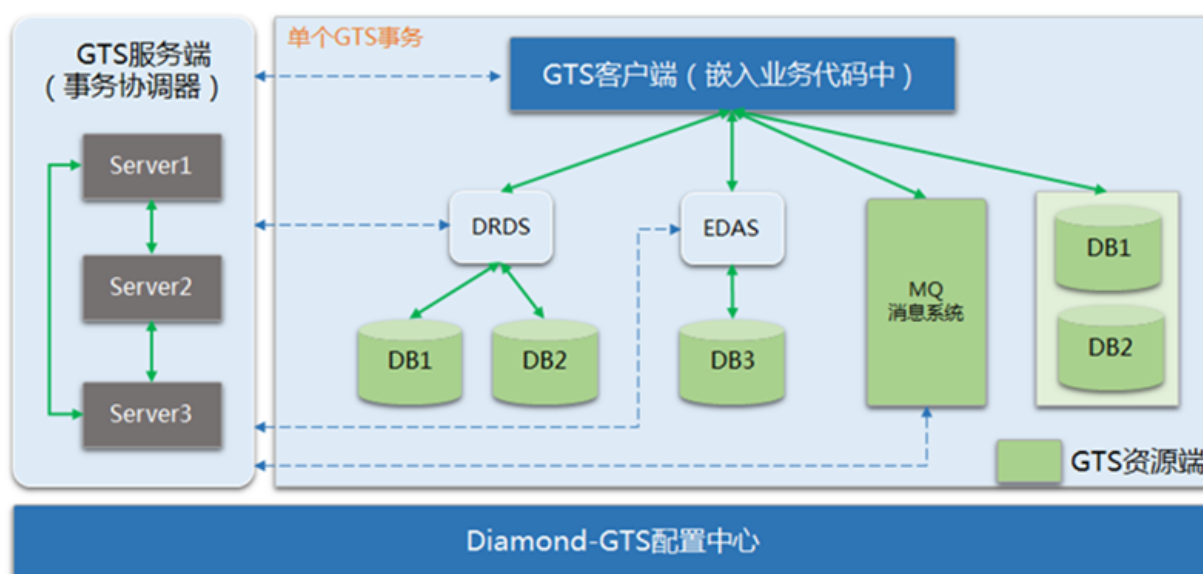 GTS服务端
（事务协调器）
Server1
Server2
Server3
单个GTS事务
GTS客户端（嵌入业务代码中）
DRDS
EDAS
DB1
DB2
DB3
MQ
消息系统
DB1
DB2
GTS资源端
Diamond-GTS配置中心